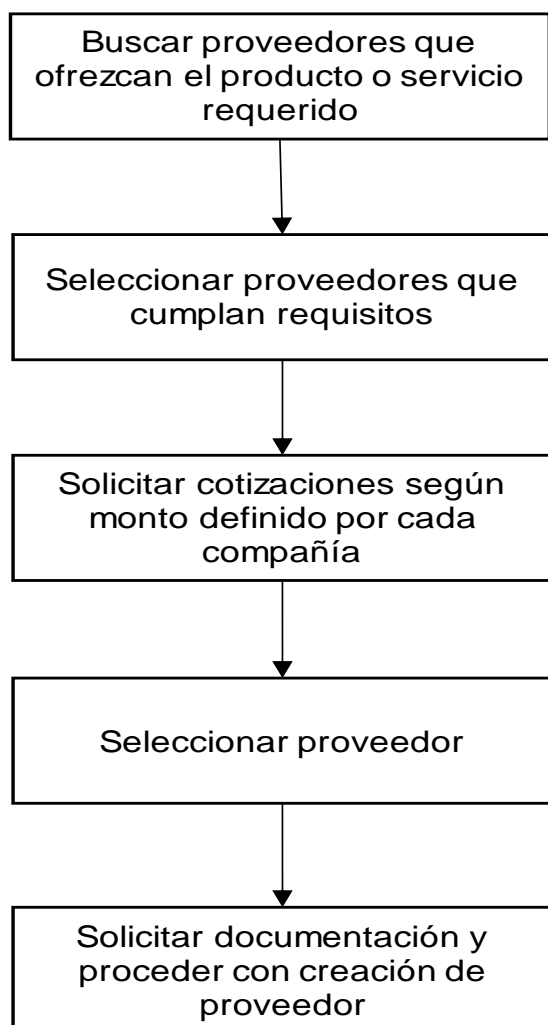 Buscar proveedores que
ofrezcan el producto o servicio
requerido
Seleccionar proveedores que
cumplan requisitos
Solicitar cotizaciones según
monto definido por cada
compañía
Seleccionar proveedor
Solicitar documentación y
proceder con creación de
proveedor